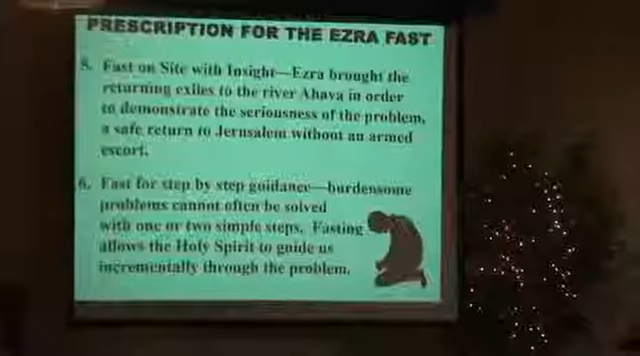 PRESCRIPTION FOR THE EZRA FAST
5. Fast on Site with Insight—Ezra brought the
returning exiles to the river Ahava in order
to demonstrate the seriousness of the problem,
a safe return to Jerusalem without an armed
escort.
6. Fast for step by step guidance—burdensome
problems cannot often be solved
with one or two simple steps. Fasting
allows the Holy Spirit to guide us
incrementally through the problem.